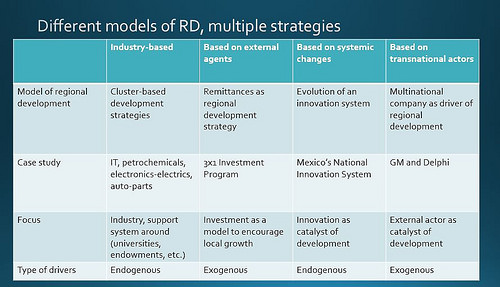 Different models of RD, multiple strategies
Industry-based
Based on external
agents
Based on systemic
changes
Based on
transnational actors
Model of regional
development
Cluster-based
development
strategies
Remittances as
regional
development
strategy
Evolution of an
innovation system
Multinational
company as driver of
regional
development
Case study
IT, petrochemicals,
electronics-electrics,
auto-parts
3x1 Investment
Program
Mexico's National
Innovation System
GM and Delphi
Focus
Industry, support
system around
(universities,
endowments, etc.)
Investment as a
model to encourage
local growth
Innovation as
catalyst of
development
External actor as
catalyst of
development
Type of drivers
Endogenous
Exogenous
Endogenous
Exogenous